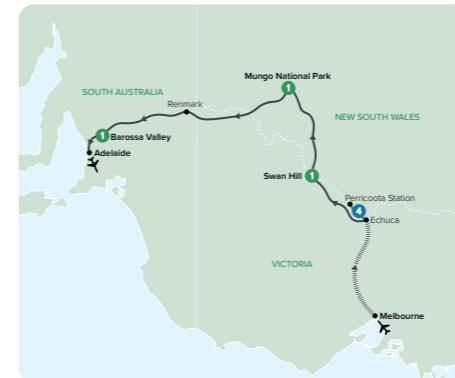 Mungo National Park
1
SOUTH AUSTRALIA
Renmark
NEW SOUTH WALES
1 Barossa Valley
Adelaide
Swan Hill 1
Perricoota Station
4
Echuca
VICTORIA
Melbourne